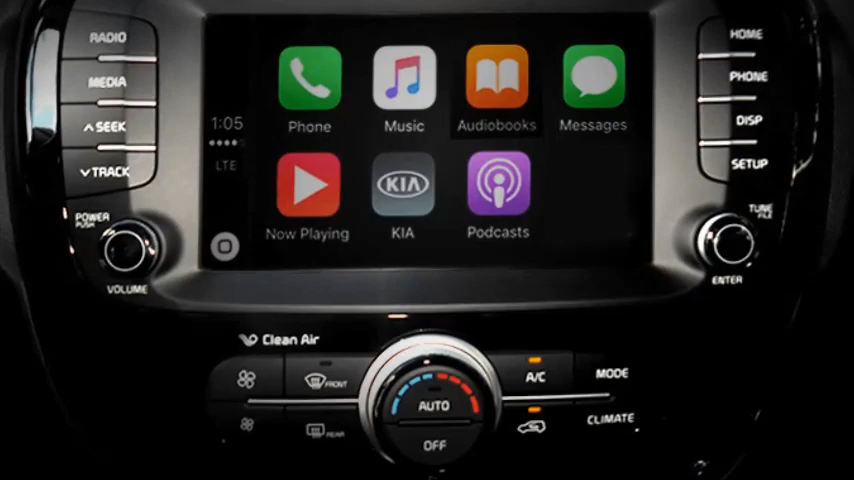 RADIO
MEDIA
SEEK
TRACK
POWER
PUSH
VOLUME
1:05
LTE
Phone
Music
Audiobooks
Messages
Now Playing
KIA
KIA
Podcasts
HOME
PHONE
DISP
SETUP
TUNE
FILE
ENTER
Clean Air
FRONT
REAR
AUTO
OFF
A/C
MODE
CLIMATE